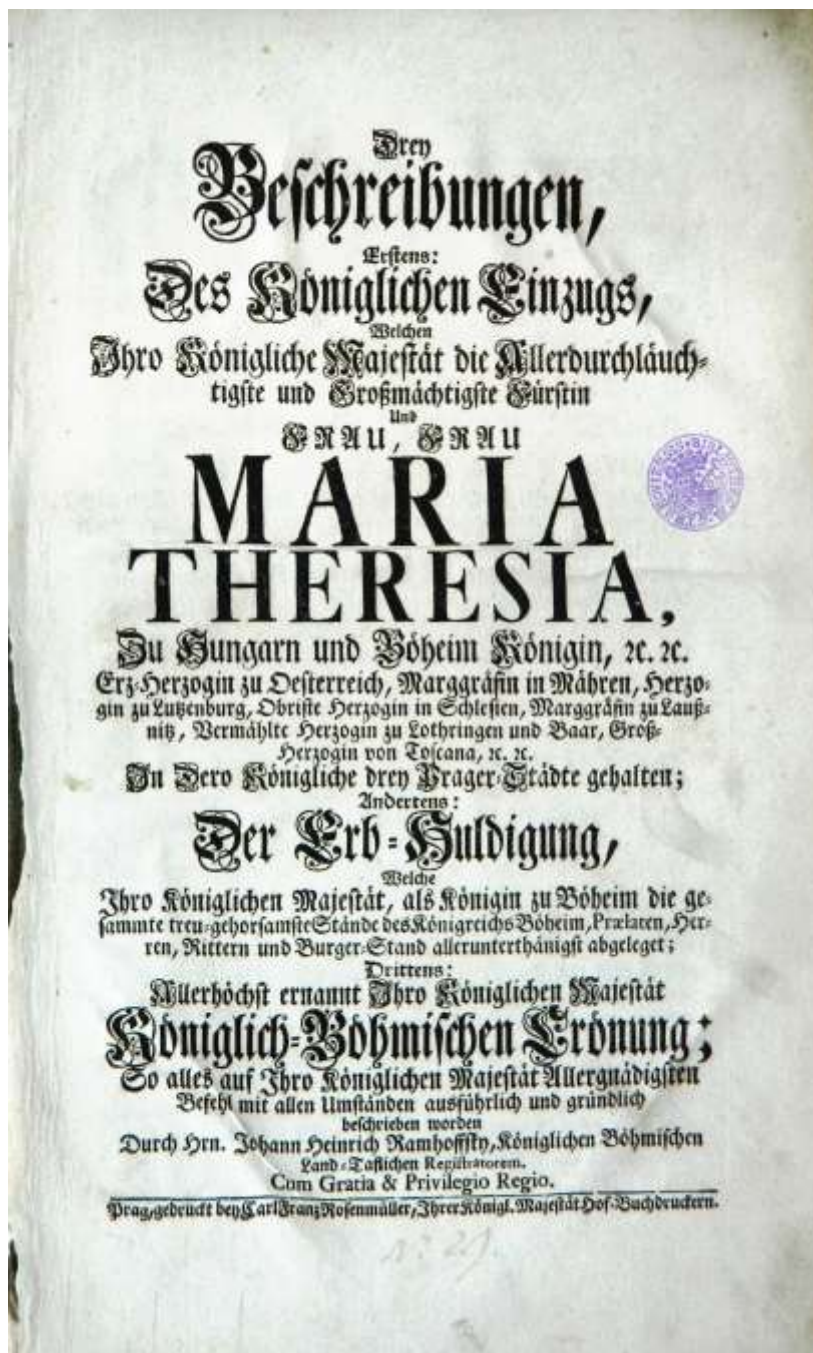 Drey
Beschreibungen,
Erstens:
Des Königlichen Einzugs,
Welchen
Ihro Königliche Majestät die Allerdurchläuch-
tigste und Großmächtigste Fürstin
Und
FRAU, FRAU
MARIA
THERESIA,
Zu Hungarn und Böheim Königin, ꝛc. ꝛc.
Erz-Herzogin zu Oesterreich, Marggräfin in Mähren, Herzo-
gin zu Lutzenburg, Obriste Herzogin in Schlesien, Marggräfin zu Lauß-
nitz, Vermählte Herzogin zu Lothringen und Baar, Groß-
Herzogin von Toscana, ꝛc. ꝛc.
In Dero Königliche drey Prager-Städte gehalten;
Andertens:
Der Erb-Huldigung,
Welche
Ihro Königlichen Majestät, als Königin zu Böheim die ge-
sammte treu-gehorsamste Stände des Königreichs Böheim, Prælaten, Her-
ren, Rittern und Burger-Stand allerunterthänigst abgeleget;
Drittens:
Allerhöchst ernannt Ihro Königlichen Majestät
Königlich-Böhmischen Crönung;
So alles auf Ihro Königlichen Majestät Allergnädigsten
Befehl mit allen Umständen ausführlich und gründlich
beschrieben worden
Durch Hrn. Johann Heinrich Ramhoffsky, Königlichen Böhmischen
Land-Taflichen Registratorem.
Cum Gratia & Privilegio Regio.
Prag, gedruckt bey Carl Franz Rosenmüller, Ihrer Königl. Majestät Hof-Buchdruckern.